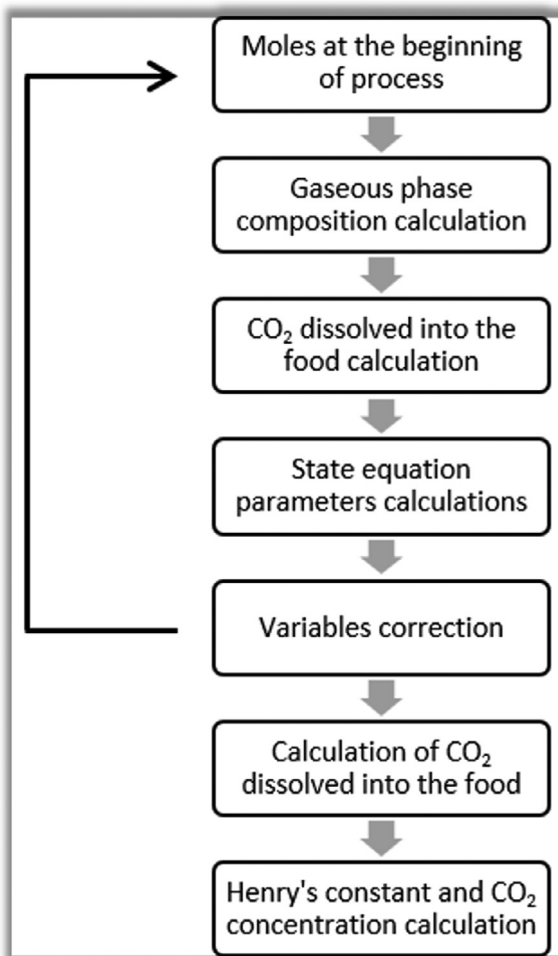 Moles at the beginning
of process
Gaseous phase
composition calculation
CO₂ dissolved into the
food calculation
State equation
parameters calculations
Variables correction
Calculation of CO₂
dissolved into the food
Henry's constant and CO₂
concentration calculation